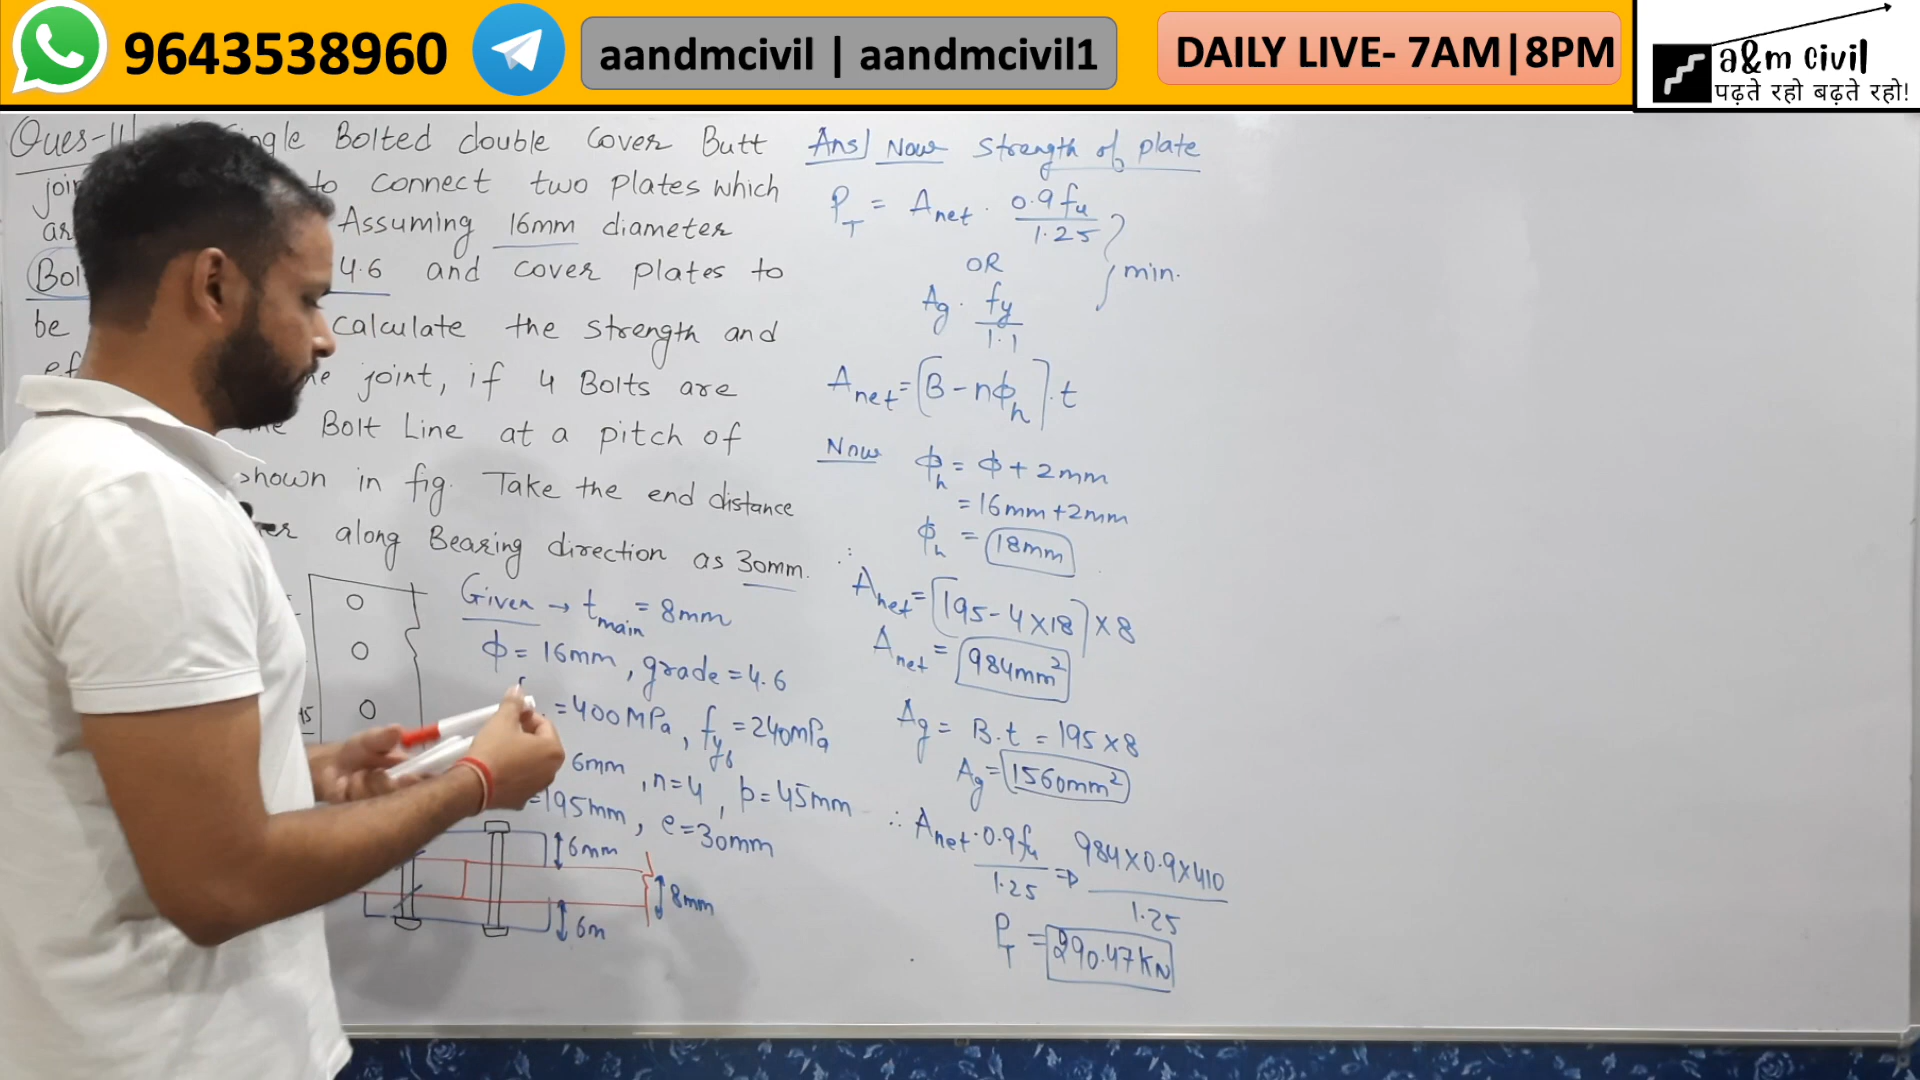 9643538960
aandmcivil | aandmcivil1
DAILY LIVE- 7AM|8PM
a&m civil
पढ़ते रहो बढ़ते रहो!
Ques-11
Bolted double Cover Butt
to connect two plates which
Assuming 16mm diameter
4.6 and cover plates to
be calculate the strength and
joint, if 4 Bolts are
Bolt Line at a pitch of
shown in fig. Take the end distance
along Bearing direction as 30mm.
Given → t main = 8mm
ϕ = 16mm, grade = 4.6
= 400MPa, fyb = 240MPa
6mm, n=4, p=45mm
=195mm, e=30mm
6mm
8mm
6m
Ans] Now Strength of plate
PT = Anet . 0.9fu / 1.25
OR
min.
Ag . fy / 1.1
Anet = [B - nϕh] . t
Now ϕh = ϕ + 2mm
= 16mm + 2mm
ϕh = 18mm
∴ Anet = [195 - 4×18] × 8
Anet = 984mm²
Ag = B.t = 195×8
Ag = 1560mm²
∴ Anet . 0.9fu / 1.25 ⇒ 984×0.9×410 / 1.25
PT = 290.47KN